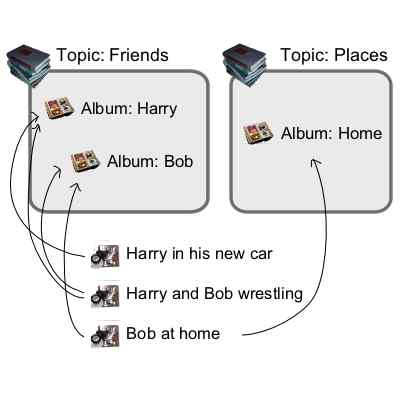 Topic: Friends
Topic: Places
Album: Harry
Album: Home
Album: Bob
Harry in his new car
Harry and Bob wrestling
Bob at home